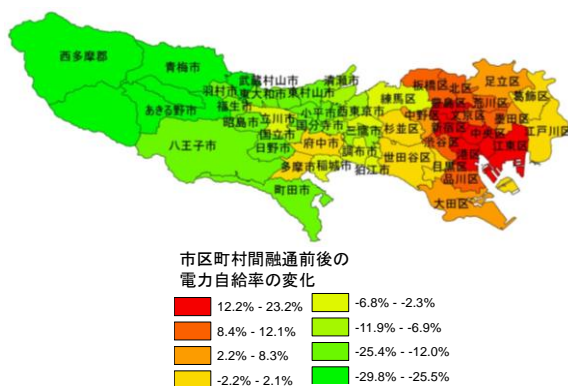 西多摩郡
青梅市
武蔵村山市
清瀬市
羽村市
東大和市
東村山市
あきる野市
福生市
小平市
西東京市
昭島市
立川市
国分寺市
国立市
三鷹市
八王子市
日野市
府中市
調布市
多摩市
稲城市
狛江市
町田市
板橋区
北区
足立区
練馬区
豊島区
荒川区
葛飾区
中野区
文京区
墨田区
杉並区
新宿区
中央区
江戸川区
渋谷区
港区
江東区
世田谷区
目黒区
品川区
大田区
市区町村間融通前後の
電力自給率の変化
12.2% - 23.2%
8.4% - 12.1%
2.2% - 8.3%
-2.2% - 2.1%
-6.8% - -2.3%
-11.9% - -6.9%
-25.4% - -12.0%
-29.8% - -25.5%